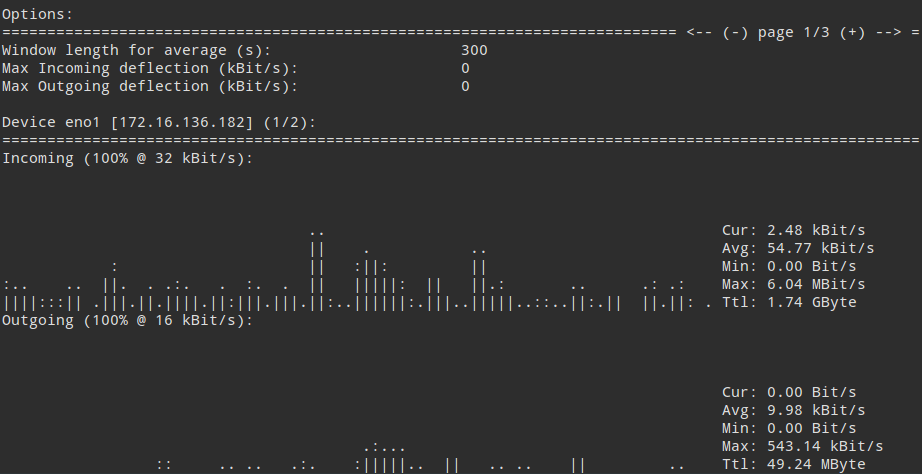 Options:
=========================================================================== <-- (-) page 1/3 (+) --> =
Window length for average (s): 300
Max Incoming deflection (kBit/s): 0
Max Outgoing deflection (kBit/s): 0
Device eno1 [172.16.136.182] (1/2):
======================================================================================================
Incoming (100% @ 32 kBit/s):
Cur: 2.48 kBit/s
Avg: 54.77 kBit/s
Min: 0.00 Bit/s
Max: 6.04 MBit/s
Ttl: 1.74 GByte
Outgoing (100% @ 16 kBit/s):
Cur: 0.00 Bit/s
Avg: 9.98 kBit/s
Min: 0.00 Bit/s
Max: 543.14 kBit/s
Ttl: 49.24 MByte